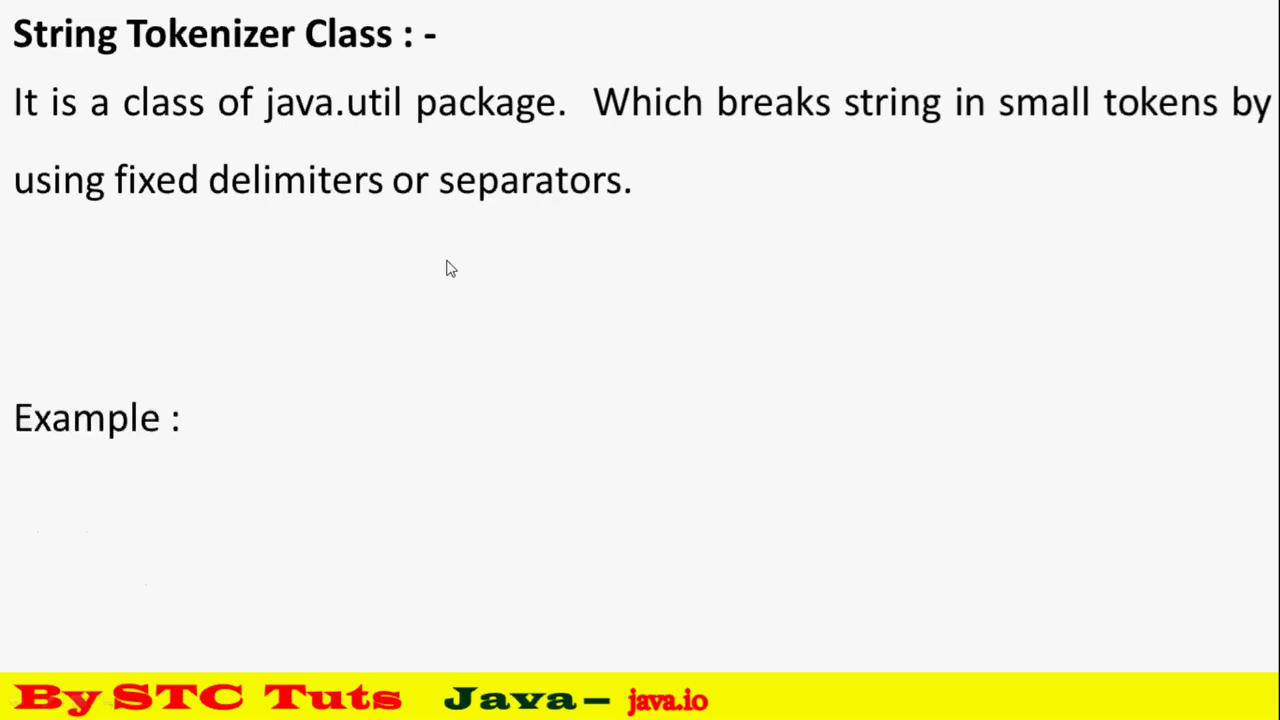 String Tokenizer Class : -
It is a class of java.util package. Which breaks string in small tokens by
using fixed delimiters or separators.
Example :
By STC Tuts Java – java.io